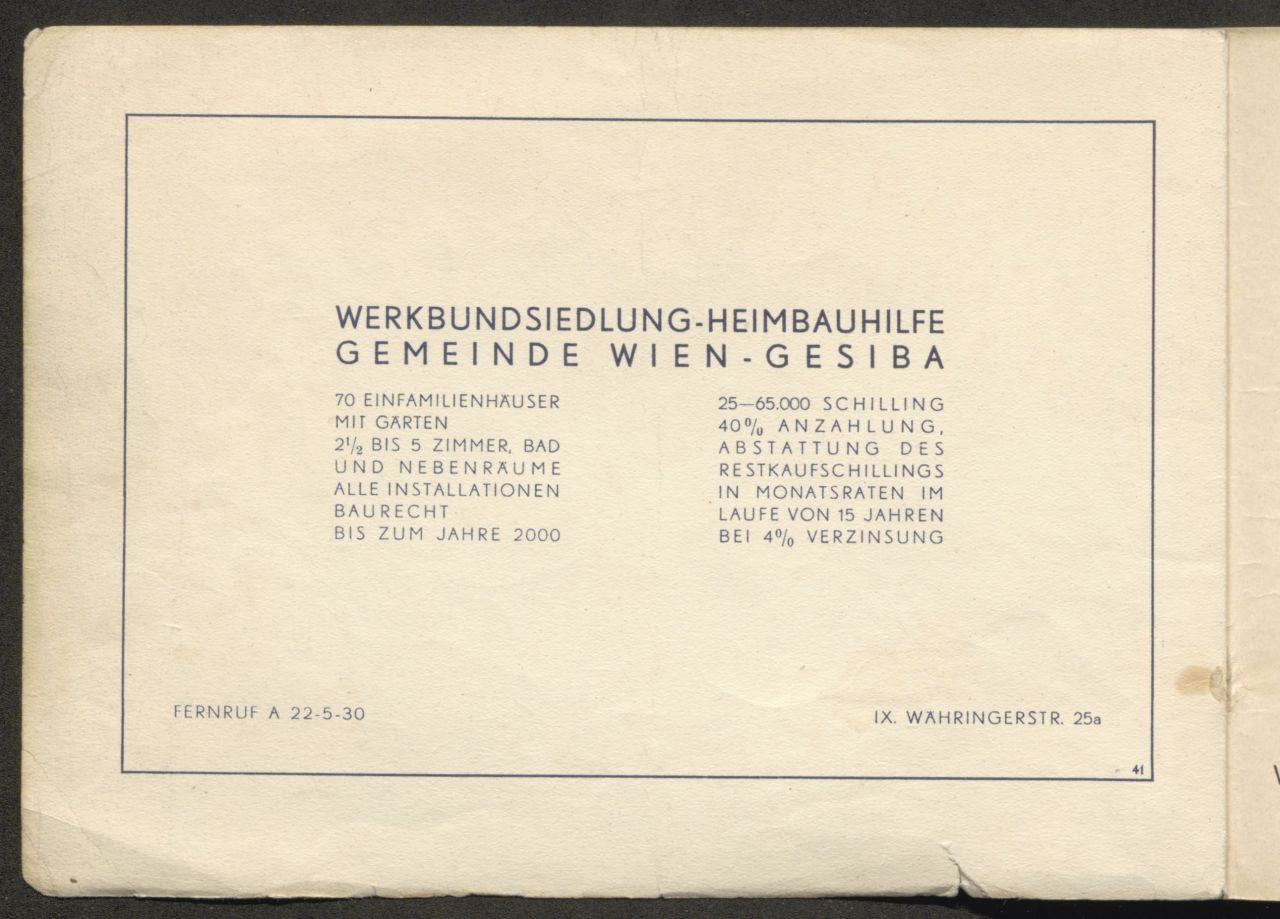 WERKBUNDSIEDLUNG-HEIMBAUHILFE
GEMEINDE WIEN-GESIBA
70 EINFAMILIENHÄUSER
MIT GÄRTEN
2½ BIS 5 ZIMMER, BAD
UND NEBENRÄUME
ALLE INSTALLATIONEN
BAURECHT
BIS ZUM JAHRE 2000
25—65.000 SCHILLING
40% ANZAHLUNG,
ABSTATTUNG DES
RESTKAUFSCHILLINGS
IN MONATSRATEN IM
LAUFE VON 15 JAHREN
BEI 4% VERZINSUNG
FERNRUF A 22-5-30
IX. WÄHRINGERSTR. 25a
41